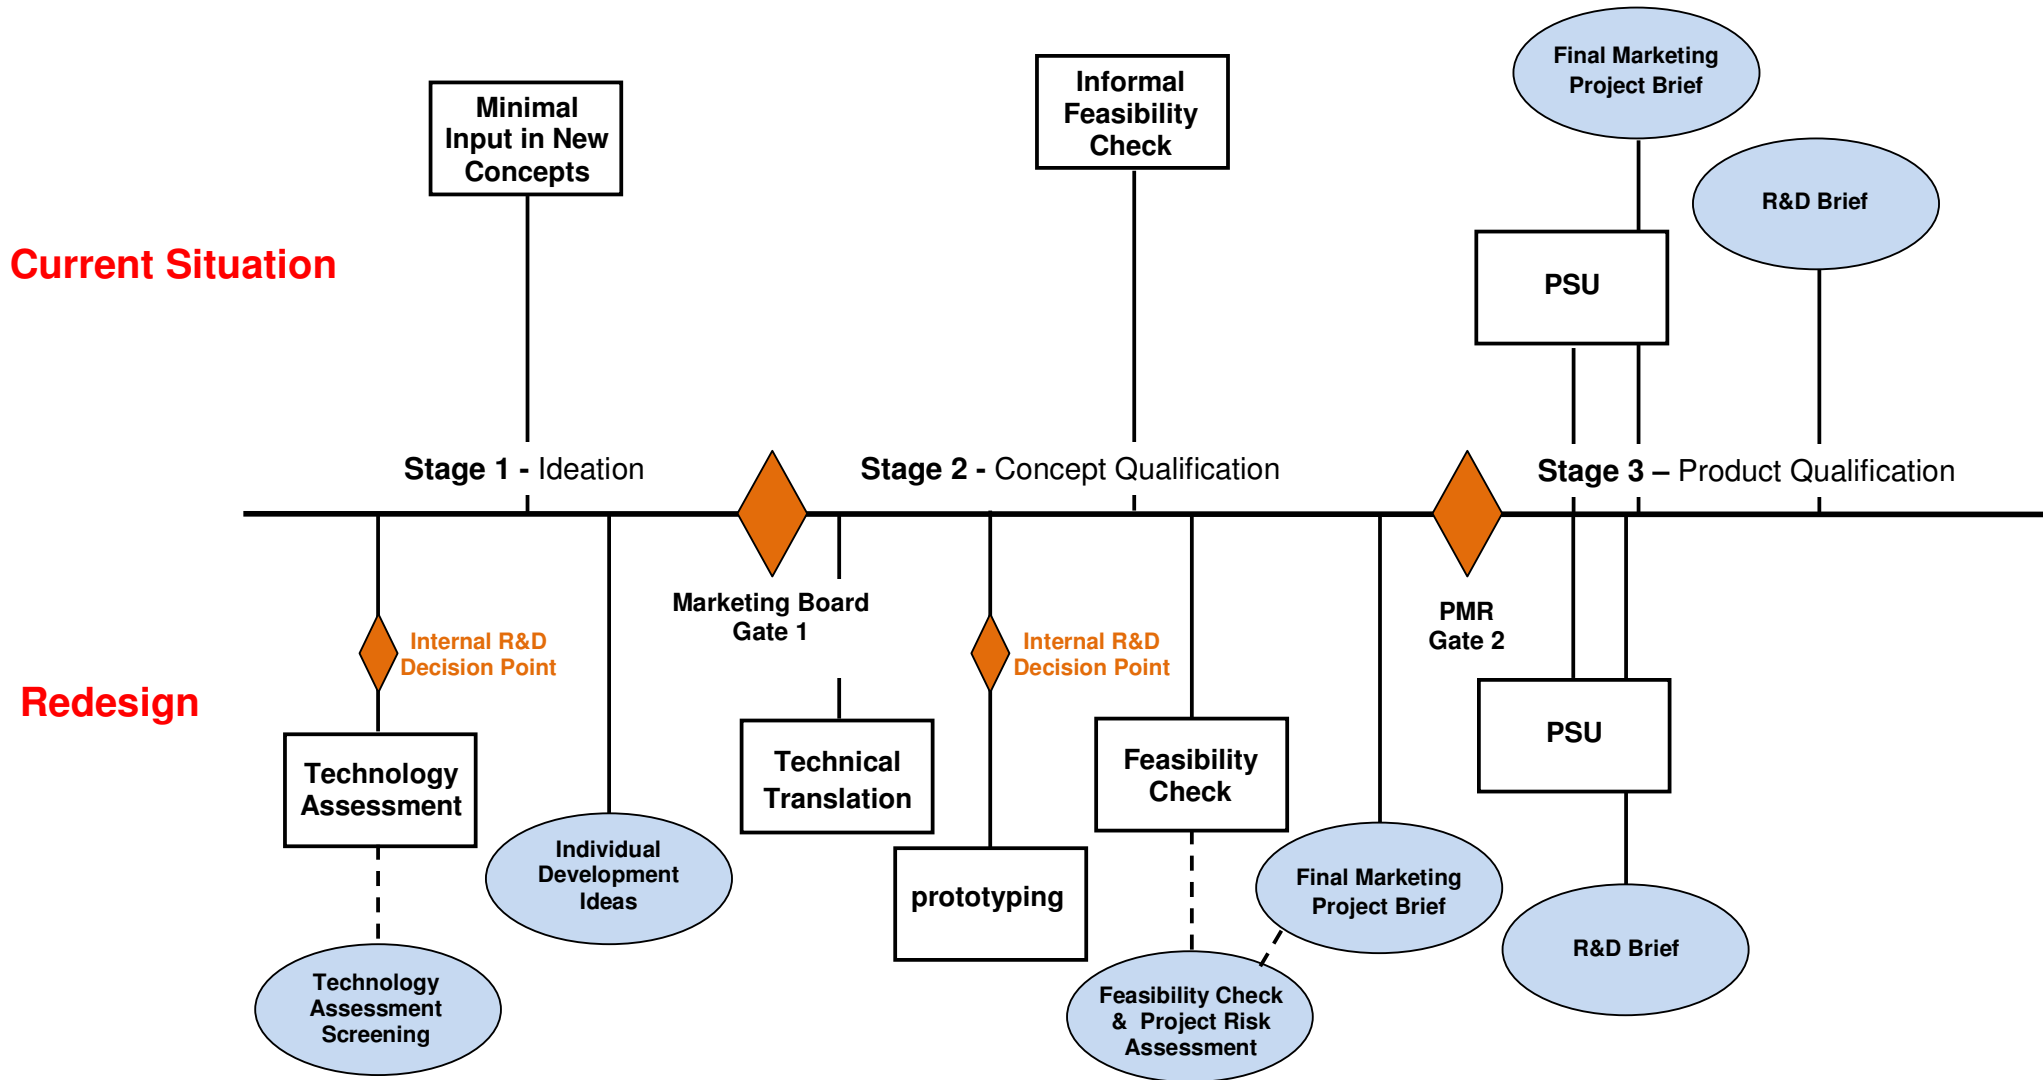 Final Marketing
Project Brief
Informal
Feasibility
Check
Minimal
Input in New
Concepts
R&D Brief
Current Situation
PSU
Stage 1 - Ideation
Stage 2 - Concept Qualification
Stage 3 – Product Qualification
Marketing Board
Gate 1
PMR
Gate 2
Internal R&D
Decision Point
Internal R&D
Decision Point
Redesign
Technology
Assessment
Technical
Translation
Feasibility
Check
PSU
Individual
Development
Ideas
prototyping
Final Marketing
Project Brief
R&D Brief
Technology
Assessment
Screening
Feasibility Check
& Project Risk
Assessment